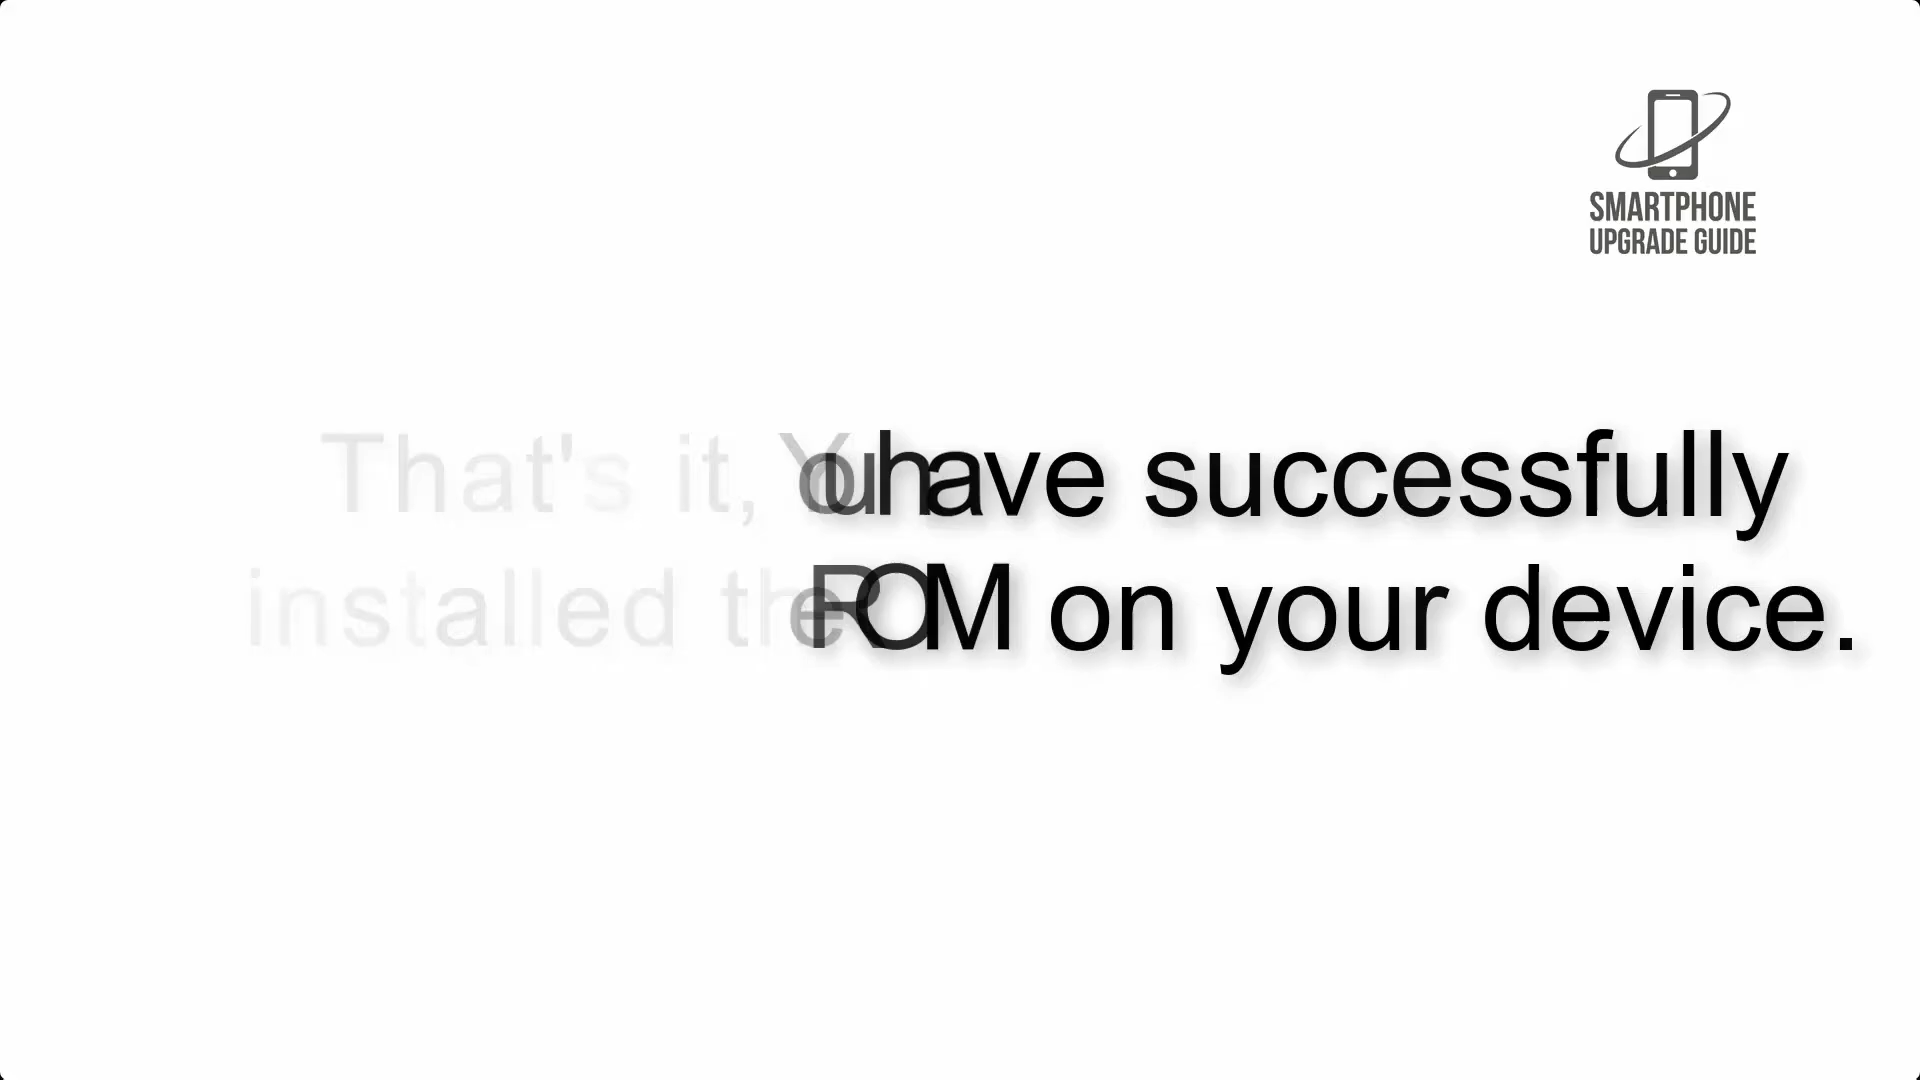 SMARTPHONE
UPGRADE GUIDE
That's it, You have successfully
installed the ROM on your device.